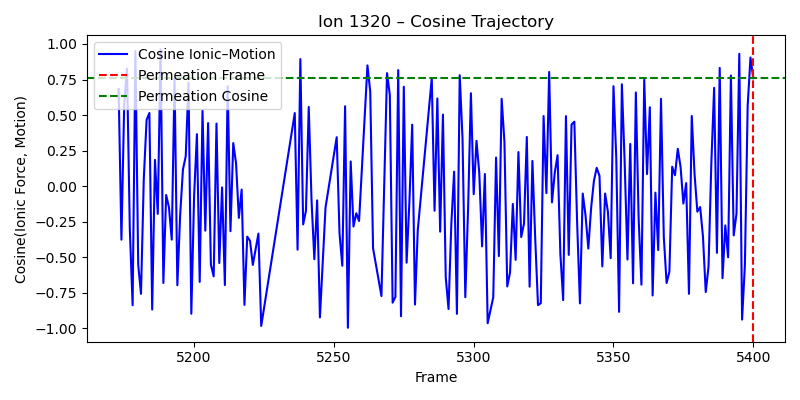 Ion 1320 – Cosine Trajectory
Cosine Ionic–Motion
Permeation Frame
Permeation Cosine
Cosine(Ionic Force, Motion)
1.00
0.75
0.50
0.25
0.00
−0.25
−0.50
−0.75
−1.00
5200
5250
5300
5350
5400
Frame